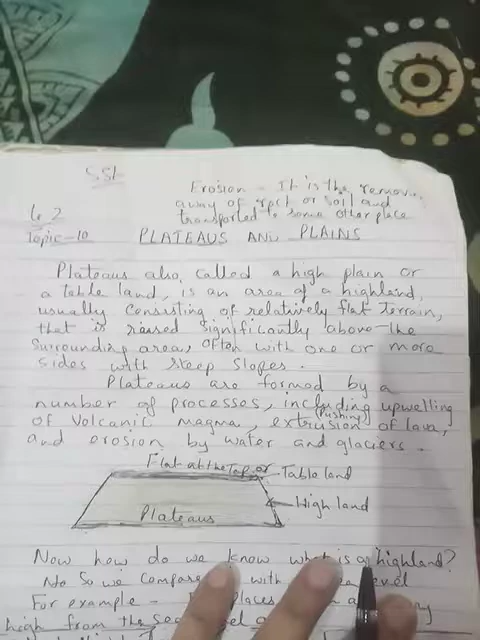 S.St
Erosion - It is the removing
away of rock or soil and
transported to some other place
G.2
Topic-10 PLATEAUS AND PLAINS
Plateaus also called a high plain or
a table land, is an area of a highland,
usually consisting of relatively flat terrain,
that is raised significantly above the
surrounding area, often with one or more
sides with steep slopes.
Plateaus are formed by a
number of processes, including upwelling
(Pushing)
of Volcanic magma, extrusion of lava,
and erosion by water and glaciers.
Flat at the Top or Table land
High land
Plateaus
Now how do we know what is a highland?
No So we compare with level
For example - places
high from the sea level